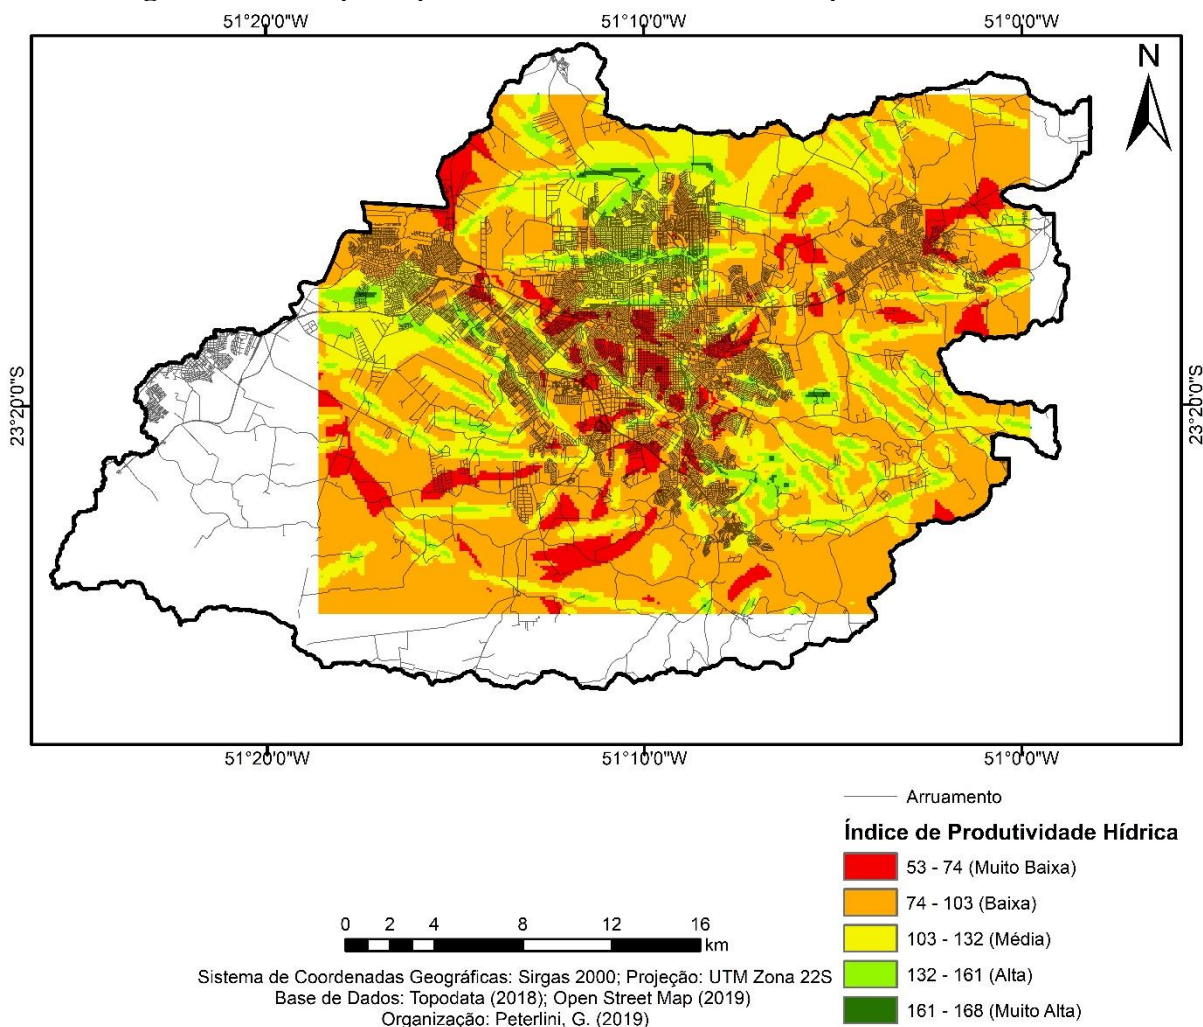 51°20'0"W 51°10'0"W 51°0'0"W
N
23°20'0"S
23°20'0"S
51°20'0"W 51°10'0"W 51°0'0"W
Arruamento
Índice de Produtividade Hídrica
53 - 74 (Muito Baixa)
74 - 103 (Baixa)
103 - 132 (Média)
132 - 161 (Alta)
161 - 168 (Muito Alta)
0 2 4 8 12 16
km
Sistema de Coordenadas Geográficas: Sirgas 2000; Projeção: UTM Zona 22S
Base de Dados: Topodata (2018); Open Street Map (2019)
Organização: Peterlini, G. (2019)